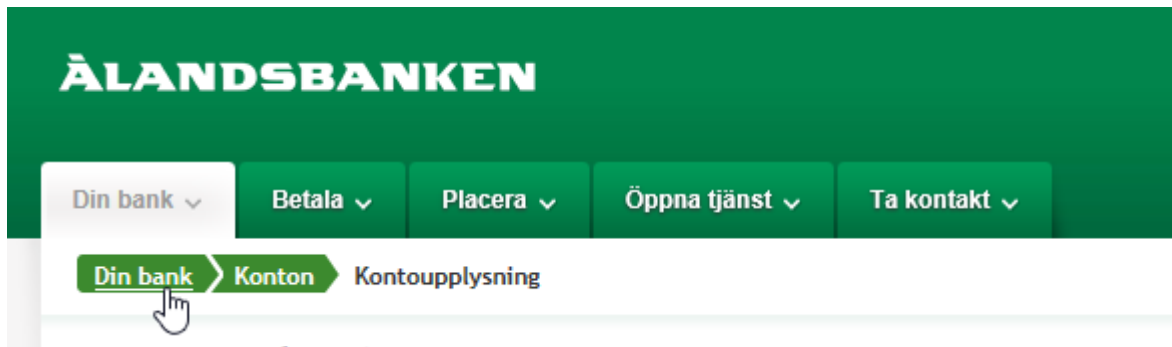 ÅLANDSBANKEN
Din bank Betala Placera Öppna tjänst Ta kontakt
Din bank Konton Kontoupplysning